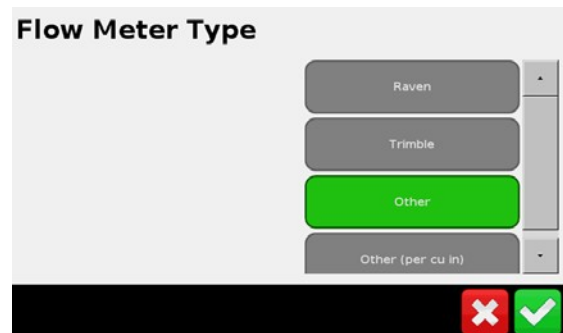 Flow Meter Type
Raven
Trimble
Other
Other (per cu in)